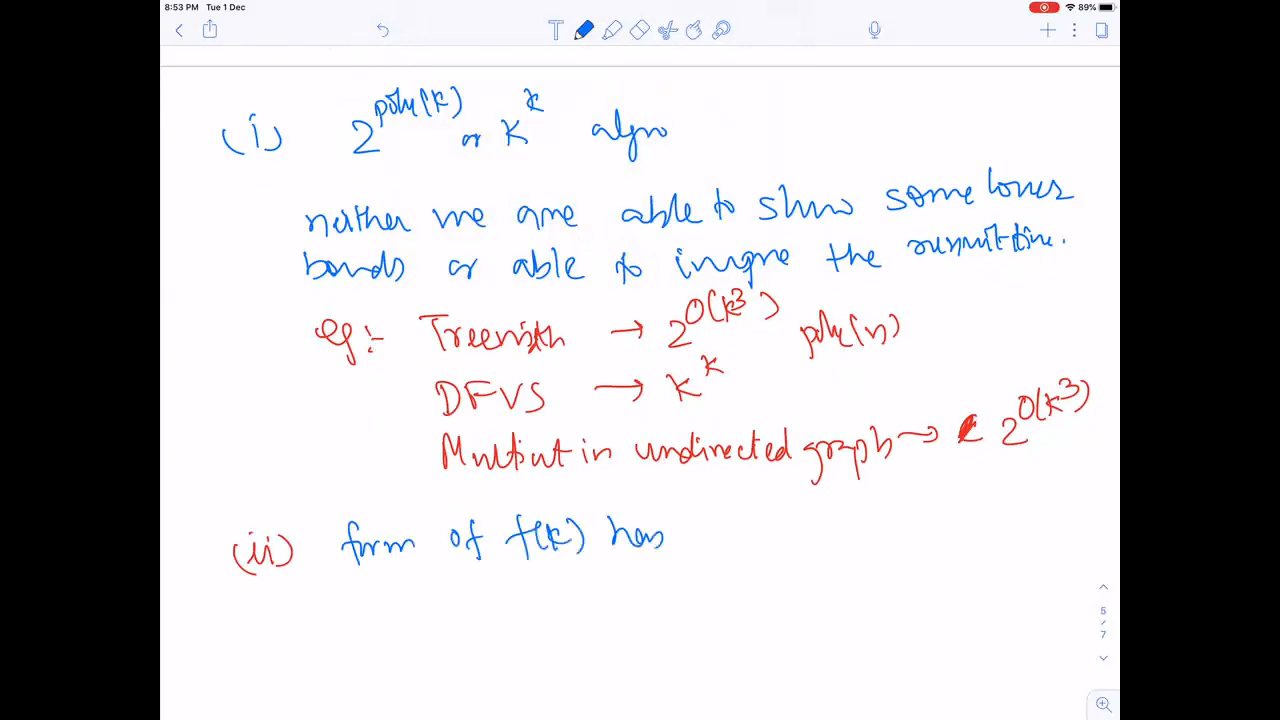 8:53 PM Tue 1 Dec
89%
(i) 2^poly(k) or k^k algo
neither we are able to show some lower
bounds or able to improve the running time.
Eg:- Treewidth → 2^O(k^3) poly(n)
DFVS → k^k
Multicut in undirected graph → 2^O(k^3)
(ii) form of f(k) has
5
/
7